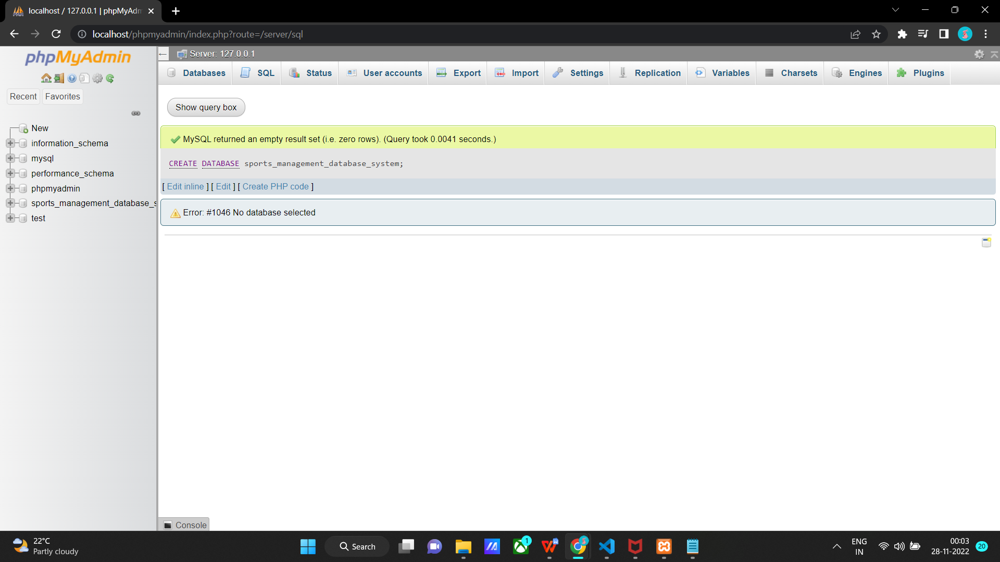 localhost / 127.0.0.1 | phpMyAdm
localhost/phpmyadmin/index.php?route=/server/sql
phpMyAdmin
Recent Favorites
New
information_schema
mysql
performance_schema
phpmyadmin
sports_management_database_s
test
Server: 127.0.0.1
Databases SQL Status User accounts Export Import Settings Replication Variables Charsets Engines Plugins
Show query box
MySQL returned an empty result set (i.e. zero rows). (Query took 0.0041 seconds.)
CREATE DATABASE sports_management_database_system;
[ Edit inline ] [ Edit ] [ Create PHP code ]
Error: #1046 No database selected
Console
22°C
Partly cloudy
Search
1
ENG
IN
00:03
28-11-2022
20